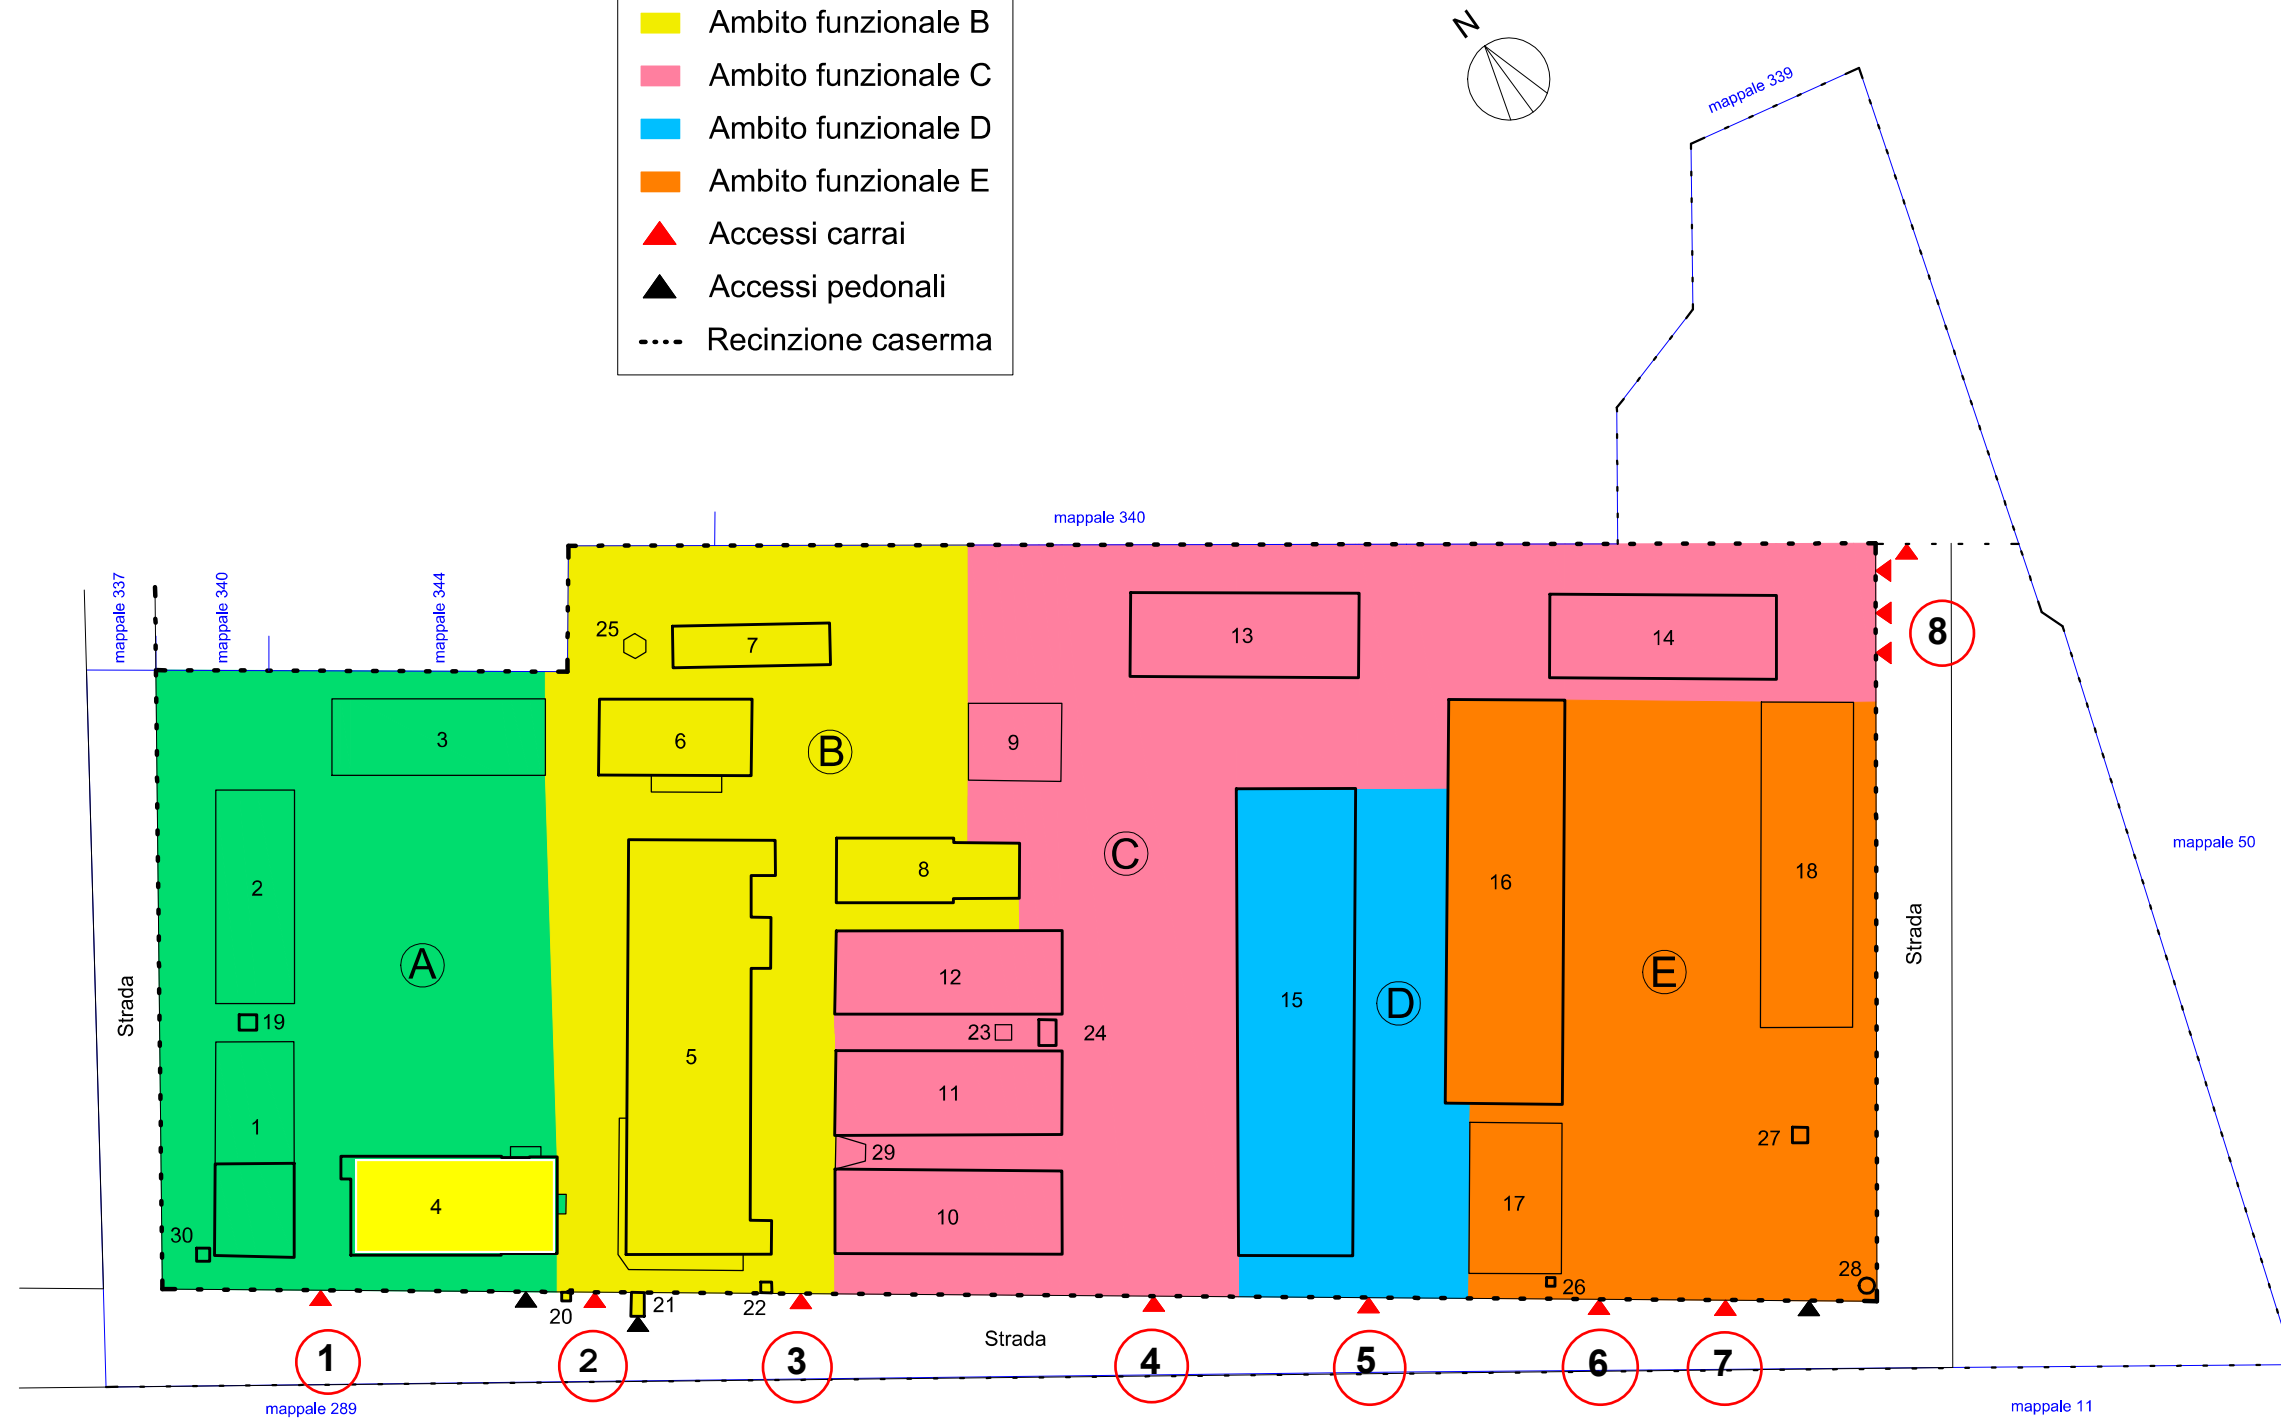 Ambito funzionale B
Ambito funzionale C
Ambito funzionale D
Ambito funzionale E
Accessi carrai
Accessi pedonali
Recinzione caserma
N
mappale 339
mappale 340
mappale 337
mappale 340
mappale 344
25
7
13
14
8
3
6
B
9
C
8
2
16
18
mappale 50
A
12
15
D
E
Strada
Strada
19
23
24
5
11
1
29
27
4
10
17
30
20
21
22
26
28
Strada
1
2
3
4
5
6
7
mappale 289
mappale 11